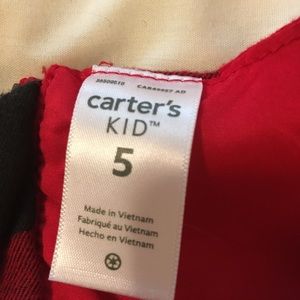 carter's
KID™
5
Made in Vietnam
Fabriqué au Vietnam
Hecho en Vietnam